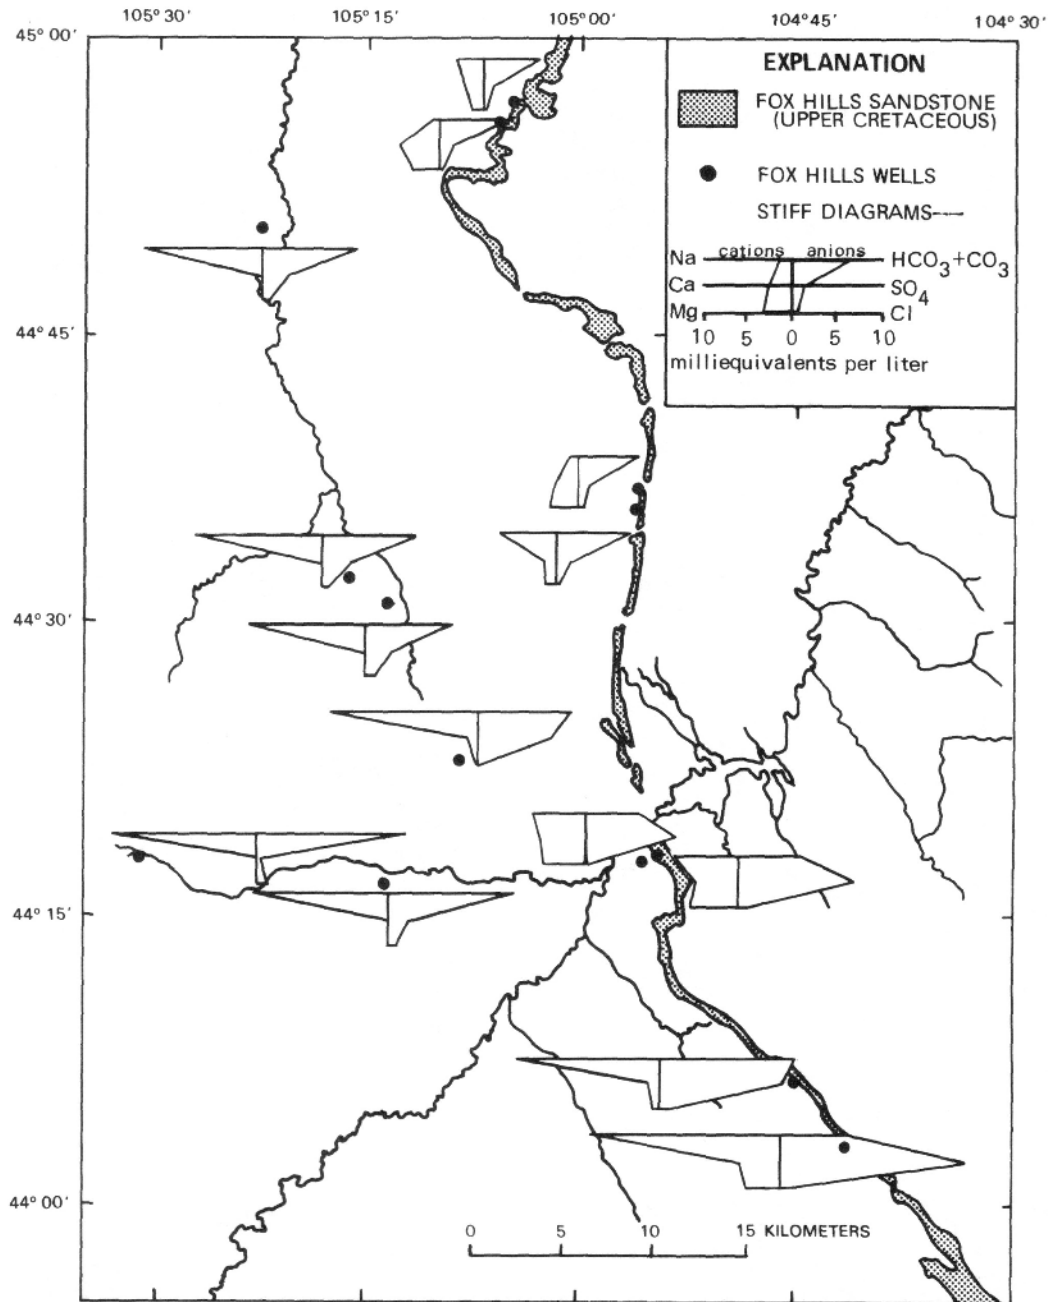 105° 30′ 105° 15′ 105° 00′ 104° 45′ 104° 30′
45° 00′
EXPLANATION
FOX HILLS SANDSTONE
(UPPER CRETACEOUS)
FOX HILLS WELLS
STIFF DIAGRAMS—
cations anions
Na HCO₃+CO₃
Ca SO₄
Mg Cl
10 5 0 5 10
milliequivalents per liter
44° 45′
44° 30′
44° 15′
44° 00′
0 5 10 15 KILOMETERS